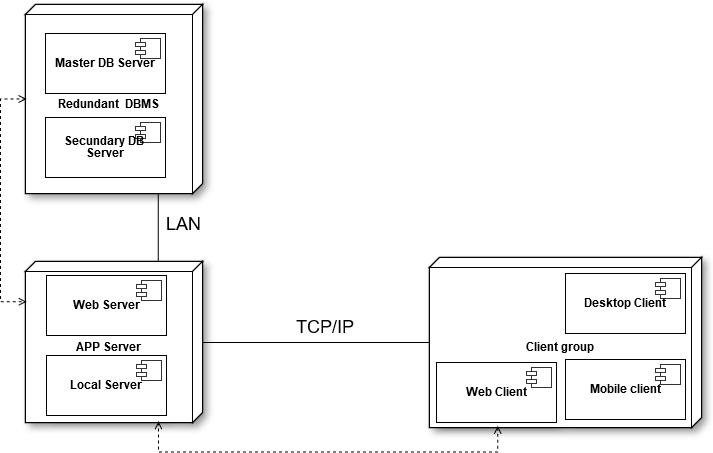 Master DB Server
Redundant DBMS
Secundary DB
Server
LAN
Web Server
APP Server
Local Server
TCP/IP
Desktop Client
Client group
Web Client
Mobile client